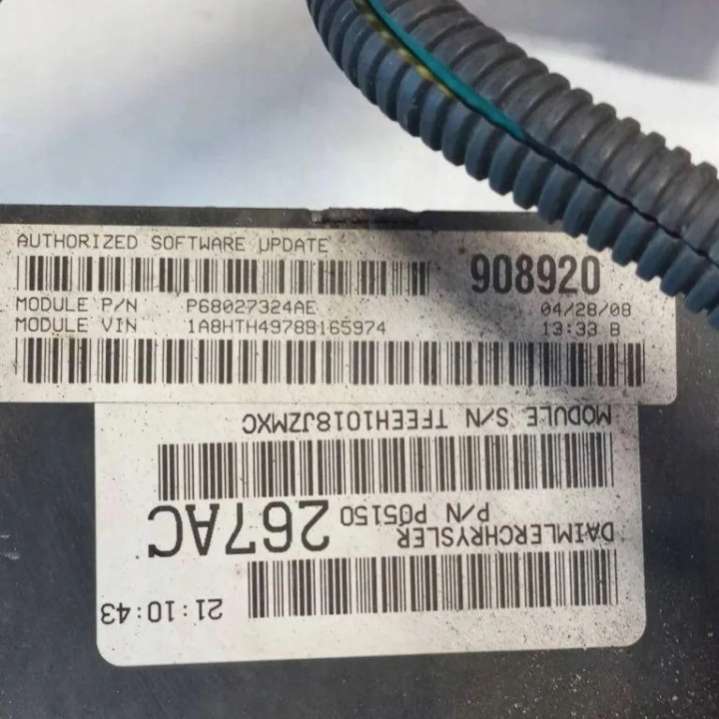 AUTHORIZED SOFTWARE UPDATE
908920
MODULE P/N P68027324AE 04/28/08
MODULE VIN 1A8HTH4978B165974 13:33 B
21:10:43
DAIMLERCHRYSLER
P/N P05150 267AC
MODULE S/N TFEEH1018JZMXC